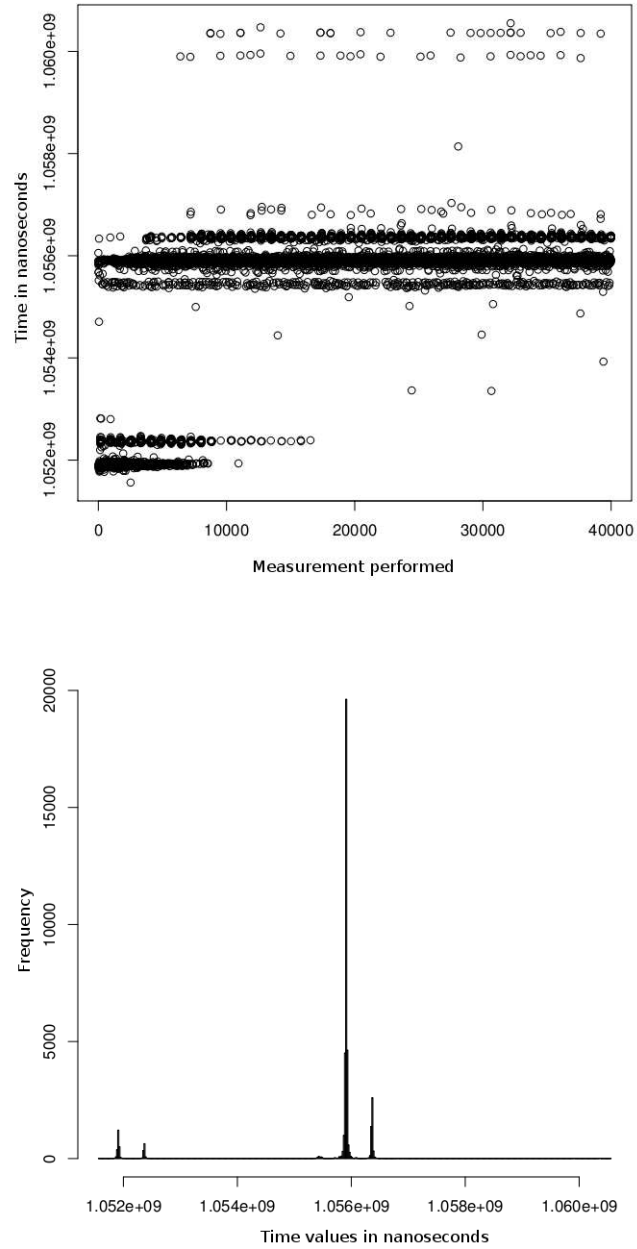 1.060e+09
1.058e+09
1.056e+09
1.054e+09
1.052e+09
Time in nanoseconds
0 10000 20000 30000 40000
Measurement performed
20000
15000
10000
5000
0
Frequency
1.052e+09 1.054e+09 1.056e+09 1.058e+09 1.060e+09
Time values in nanoseconds